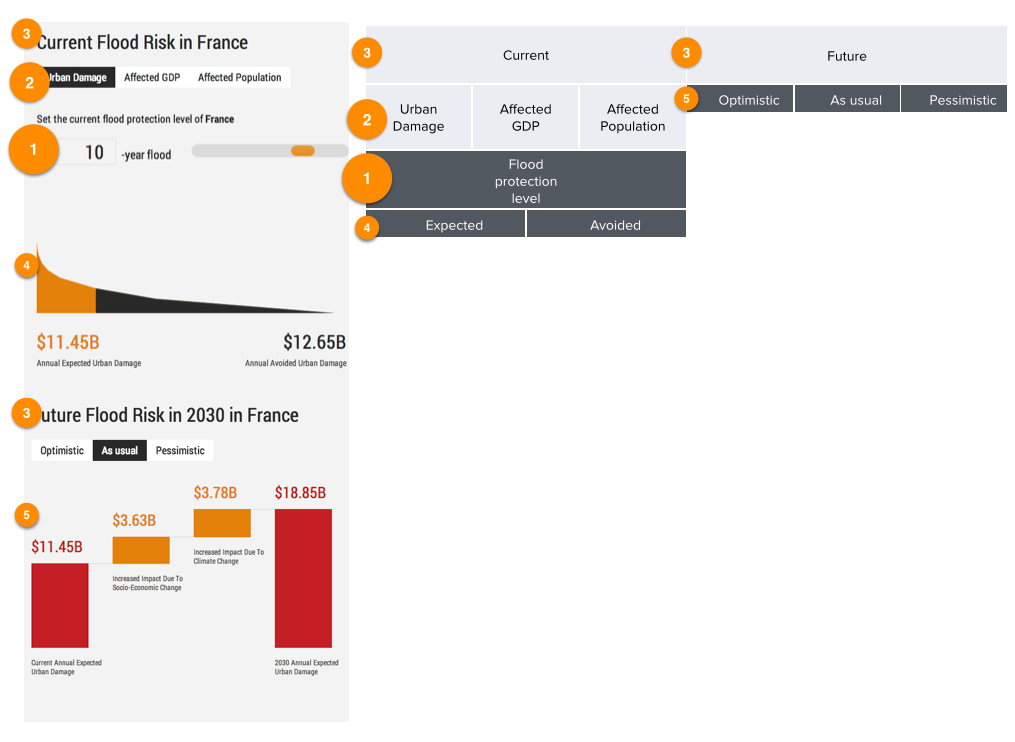 3
Current Flood Risk in France
2
Urban Damage Affected GDP Affected Population
Set the current flood protection level of France
1
10 -year flood
4
$11.45B
Annual Expected Urban Damage
$12.65B
Annual Avoided Urban Damage
3
uture Flood Risk in 2030 in France
Optimistic As usual Pessimistic
5
$11.45B
Current Annual Expected
Urban Damage
$3.63B
Increased Impact Due To
Socio-Economic Change
$3.78B
Increased Impact Due To
Climate Change
$18.85B
2030 Annual Expected
Urban Damage
3
Current
2
Urban
Damage
Affected
GDP
Affected
Population
1
Flood
protection
level
4
Expected
Avoided
3
Future
5
Optimistic
As usual
Pessimistic